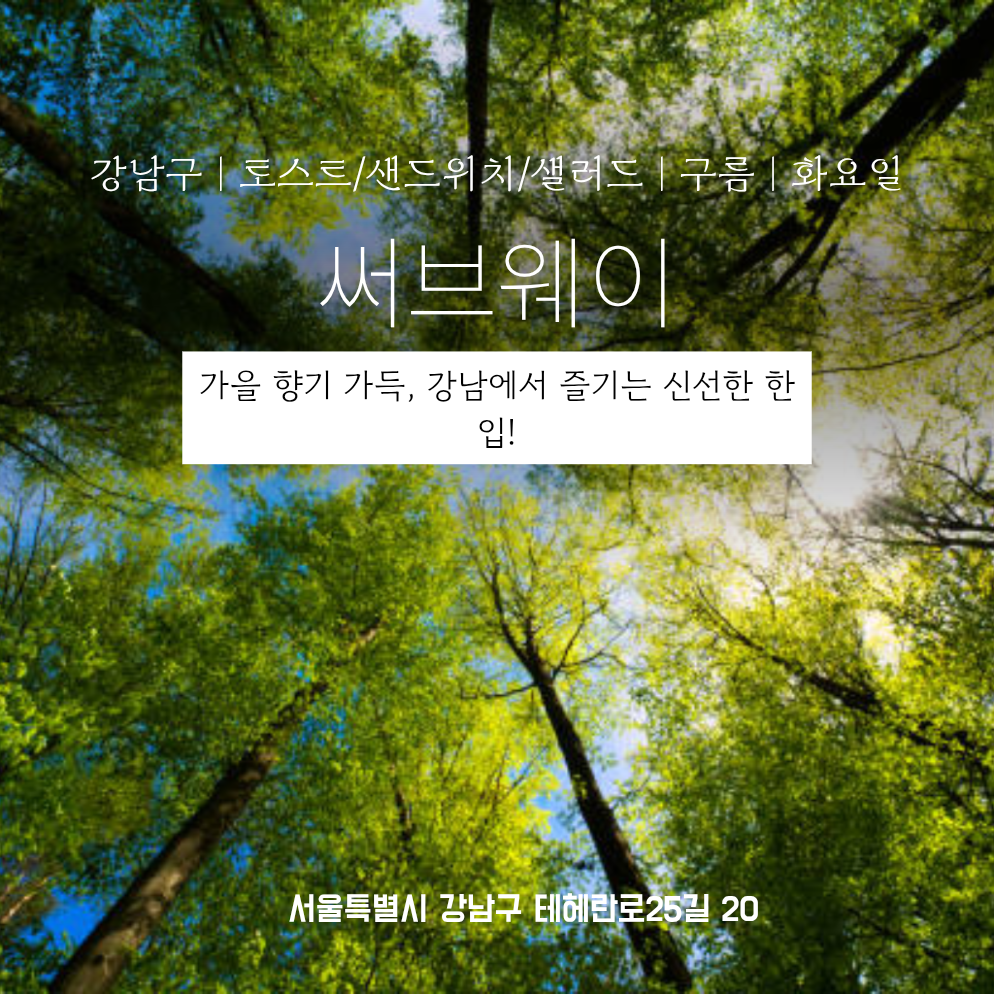 강남구 | 토스트/샌드위치/샐러드 | 구름 | 화요일
써브웨이
가을 향기 가득, 강남에서 즐기는 신선한 한
입!
서울특별시 강남구 테헤란로25길 20